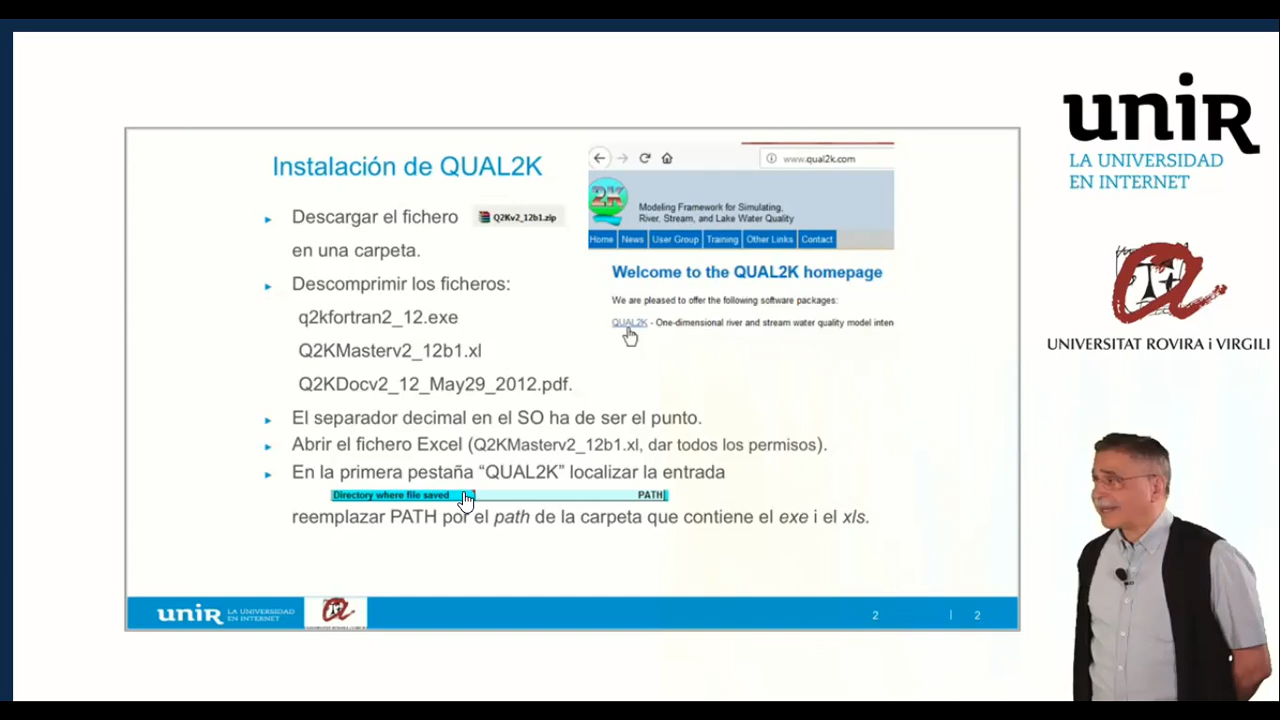 Instalación de QUAL2K
Descargar el fichero
Q2Kv2_12b1.zip
en una carpeta.
Descomprimir los ficheros:
q2kfortran2_12.exe
Q2KMasterv2_12b1.xl
Q2KDocv2_12_May29_2012.pdf.
El separador decimal en el SO ha de ser el punto.
Abrir el fichero Excel (Q2KMasterv2_12b1.xl, dar todos los permisos).
En la primera pestaña “QUAL2K” localizar la entrada
Directory where file saved PATH
reemplazar PATH por el path de la carpeta que contiene el exe i el xls.
www.qual2k.com
2K
Modeling Framework for Simulating,
River, Stream, and Lake Water Quality
Home News User Group Training Other Links Contact
Welcome to the QUAL2K homepage
We are pleased to offer the following software packages:
QUAL2K - One-dimensional river and stream water quality model inten
unir LA UNIVERSIDAD
EN INTERNET
2 | 2
unir
LA UNIVERSIDAD
EN INTERNET
UNIVERSITAT ROVIRA i VIRGILI